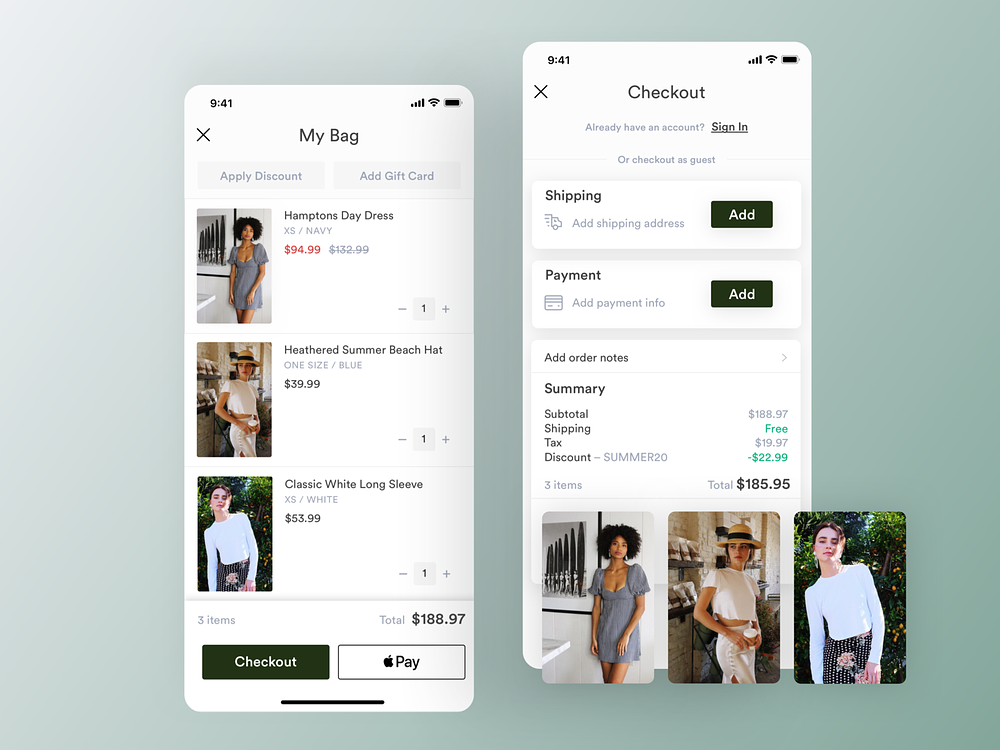 9:41
My Bag
Apply Discount
Add Gift Card
Hamptons Day Dress
XS / NAVY
$94.99 $132.99
1
Heathered Summer Beach Hat
ONE SIZE / BLUE
$39.99
1
Classic White Long Sleeve
XS / WHITE
$53.99
1
3 items
Total $188.97
Checkout
Pay
9:41
Checkout
Already have an account? Sign In
Or checkout as guest
Shipping
Add shipping address
Add
Payment
Add payment info
Add
Add order notes
Summary
Subtotal $188.97
Shipping Free
Tax $19.97
Discount – SUMMER20 -$22.99
3 items Total $185.95